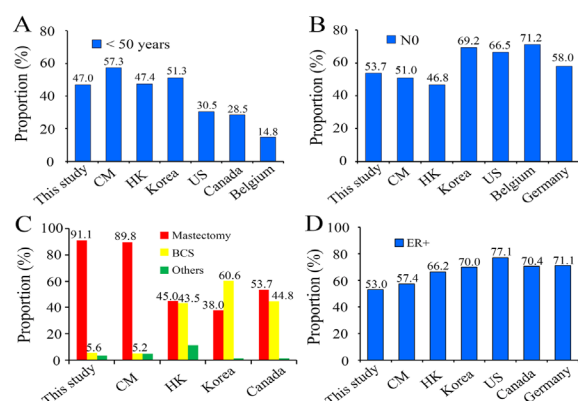 A
< 50 years
Proportion (%)
80
60
40
20
0
47.0
57.3
47.4
51.3
30.5
28.5
14.8
This study
CM
HK
Korea
US
Canada
Belgium
B
N0
Proportion (%)
100
80
60
40
20
0
53.7
51.0
46.8
69.2
66.5
71.2
58.0
This study
CM
HK
Korea
US
Belgium
Germany
C
Mastectomy
BCS
Others
Proportion (%)
100
80
60
40
20
0
91.1
5.6
89.8
5.2
45.0
43.5
38.0
60.6
53.7
44.8
This study
CM
HK
Korea
Canada
D
ER+
Proportion (%)
100
80
60
40
20
0
53.0
57.4
66.2
70.0
77.1
70.4
71.1
This study
CM
HK
Korea
US
Canada
Germany